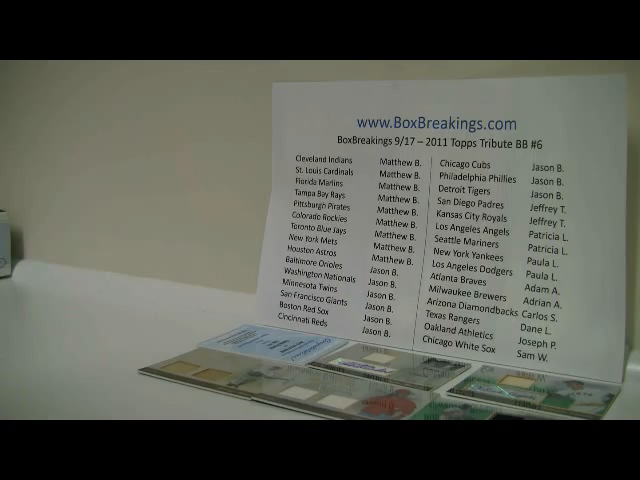 www.BoxBreakings.com
BoxBreakings 9/17 – 2011 Topps Tribute BB #6
Cleveland Indians Matthew B.
St. Louis Cardinals Matthew B.
Florida Marlins Matthew B.
Tampa Bay Rays Matthew B.
Pittsburgh Pirates Matthew B.
Colorado Rockies Matthew B.
Toronto Blue Jays Matthew B.
New York Mets Matthew B.
Houston Astros Matthew B.
Baltimore Orioles Jason B.
Washington Nationals Jason B.
Minnesota Twins Jason B.
San Francisco Giants Jason B.
Boston Red Sox Jason B.
Cincinnati Reds Jason B.
Chicago Cubs Jason B.
Philadelphia Phillies Jason B.
Detroit Tigers Jason B.
San Diego Padres Jeffrey T.
Kansas City Royals Jeffrey T.
Los Angeles Angels Patricia L.
Seattle Mariners Patricia L.
New York Yankees Paula L.
Los Angeles Dodgers Paula L.
Atlanta Braves Adam A.
Milwaukee Brewers Adrian A.
Arizona Diamondbacks Carlos S.
Texas Rangers Dane L.
Oakland Athletics Joseph P.
Chicago White Sox Sam W.